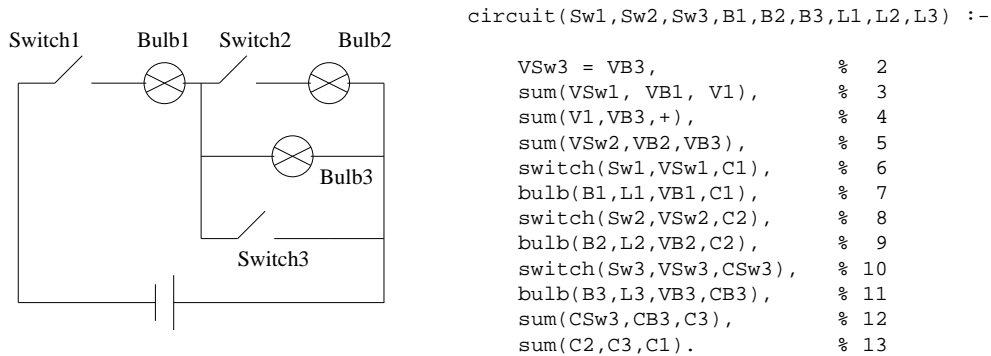 Switch1 Bulb1 Switch2 Bulb2
Bulb3
Switch3
circuit(Sw1,Sw2,Sw3,B1,B2,B3,L1,L2,L3) :-
VSw3 = VB3, % 2
sum(VSw1, VB1, V1), % 3
sum(V1,VB3,+), % 4
sum(VSw2,VB2,VB3), % 5
switch(Sw1,VSw1,C1), % 6
bulb(B1,L1,VB1,C1), % 7
switch(Sw2,VSw2,C2), % 8
bulb(B2,L2,VB2,C2), % 9
switch(Sw3,VSw3,CSw3), % 10
bulb(B3,L3,VB3,CB3), % 11
sum(CSw3,CB3,C3), % 12
sum(C2,C3,C1). % 13